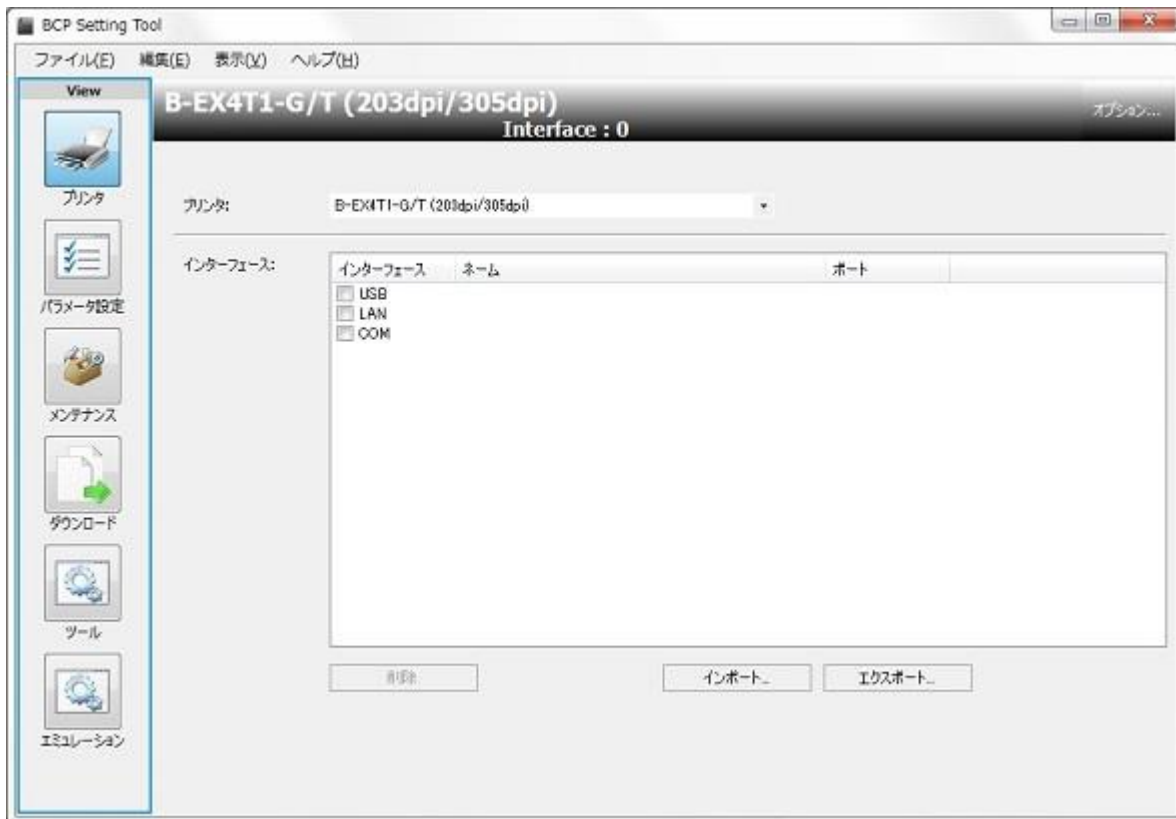 BCP Setting Tool
ファイル(E) 編集(E) 表示(V) ヘルプ(H)
View
B-EX4T1-G/T (203dpi/305dpi)
Interface : 0
オプション...
プリンタ
プリンタ: B-EX4T1-G/T (203dpi/305dpi)
インターフェース:
インターフェース ネーム ポート
USB
LAN
COM
パラメータ設定
メンテナンス
ダウンロード
ツール
エミュレーション
削除 インポート... エクスポート...